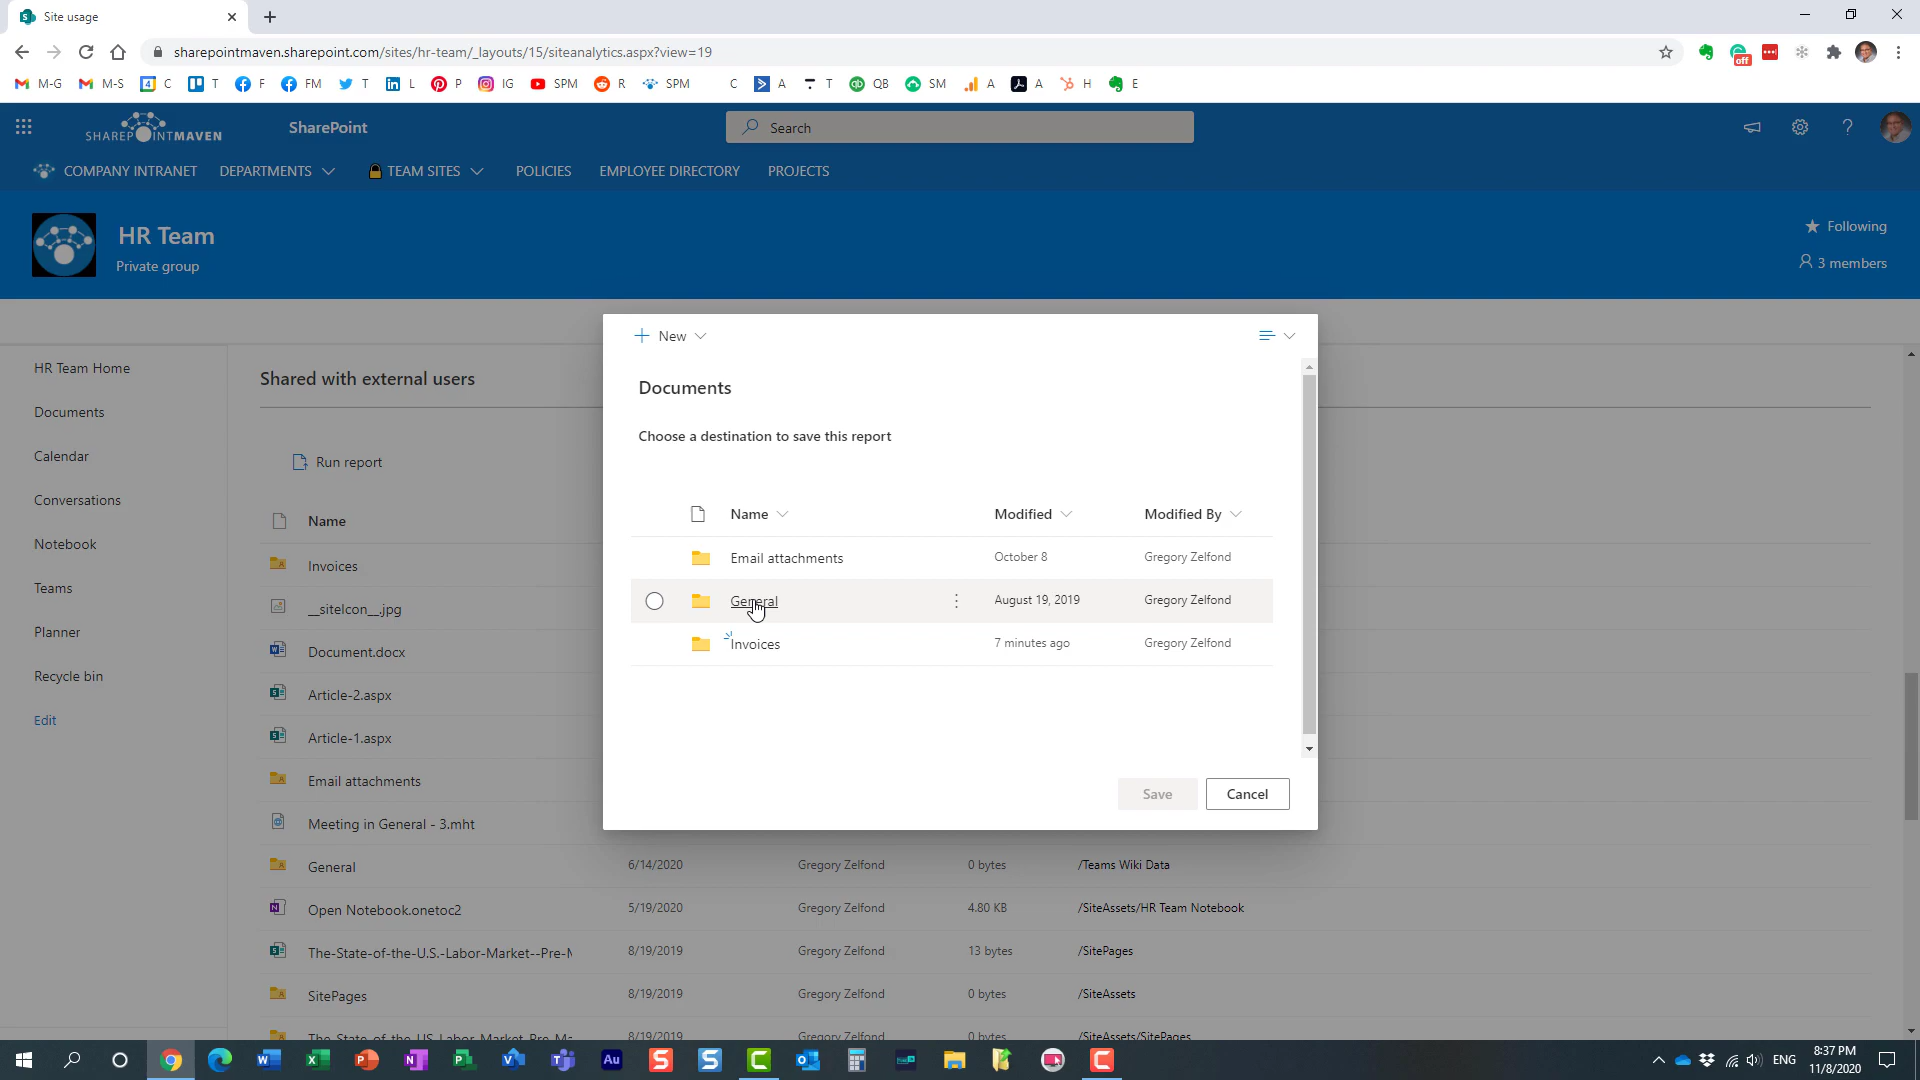 Site usage
sharepointmaven.sharepoint.com/sites/hr-team/_layouts/15/siteanalytics.aspx?view=19
off
M-G M-S 4 C T F FM T L P IG SPM R SPM C A T QB SM A A H E
SHAREPOINTMAVEN SharePoint Search
COMPANY INTRANET DEPARTMENTS TEAM SITES POLICIES EMPLOYEE DIRECTORY PROJECTS
HR Team
Private group
Following
3 members
HR Team Home
Documents
Calendar
Conversations
Notebook
Teams
Planner
Recycle bin
Edit
Shared with external users
Run report
Name
Invoices
__siteIcon__.jpg
Document.docx
Article-2.aspx
Article-1.aspx
Email attachments
Meeting in General - 3.mht
General 6/14/2020 Gregory Zelfond 0 bytes /Teams Wiki Data
Open Notebook.onetoc2 5/19/2020 Gregory Zelfond 4.80 KB /SiteAssets/HR Team Notebook
The-State-of-the-U.S.-Labor-Market--Pre-M 8/19/2019 Gregory Zelfond 13 bytes /SitePages
SitePages 8/19/2019 Gregory Zelfond 0 bytes /SiteAssets
The-State-of-the-US-Labor-Market-Pre-Ma 8/19/2019 Gregory Zelfond 0 bytes /SiteAssets/SitePages
New
Documents
Choose a destination to save this report
Name Modified Modified By
Email attachments October 8 Gregory Zelfond
General August 19, 2019 Gregory Zelfond
Invoices 7 minutes ago Gregory Zelfond
Save Cancel
ENG
8:37 PM
11/8/2020